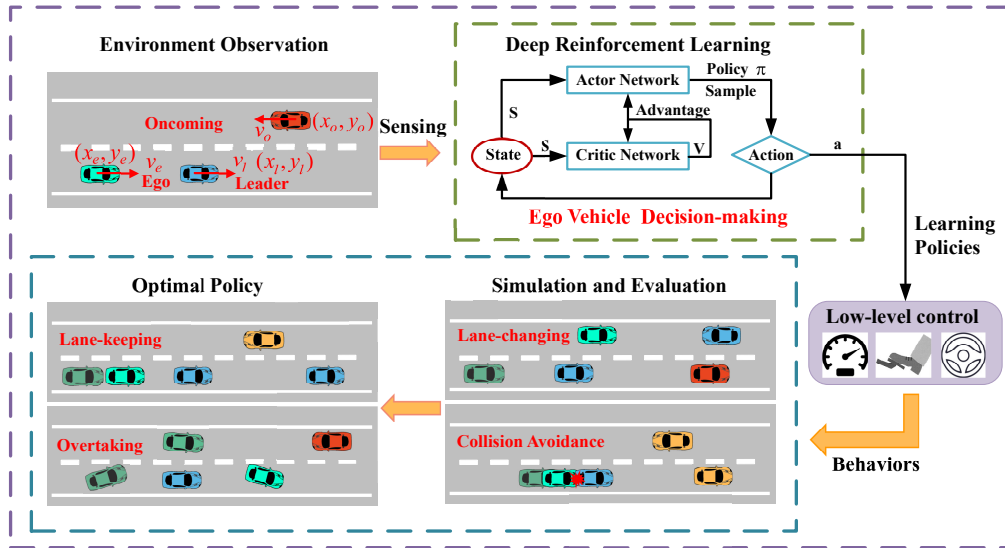 Environment Observation
Oncoming
v_o
(x_o, y_o)
(x_e, y_e)
v_e
Ego
v_l
(x_l, y_l)
Leader
Sensing
Deep Reinforcement Learning
Actor Network
Policy π
Sample
Advantage
S
State
S
Critic Network
V
Action
a
Ego Vehicle Decision-making
Learning
Policies
Low-level control
Behaviors
Optimal Policy
Lane-keeping
Overtaking
Simulation and Evaluation
Lane-changing
Collision Avoidance